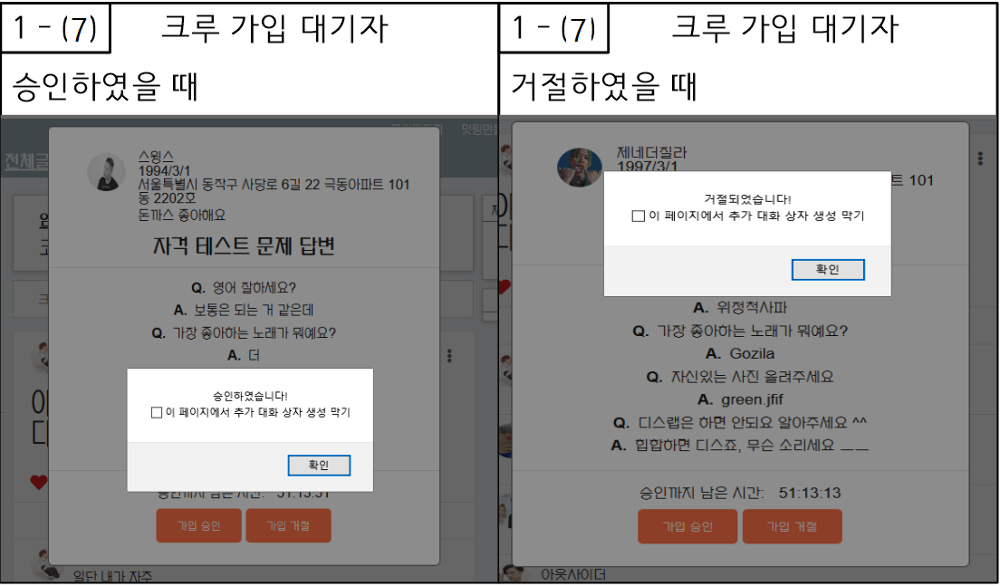 1 - (7)
크루 가입 대기자
승인하였을 때
전체글
맛팅만들
스윙스
1994/3/1
서울특별시 동작구 사당로 6길 22 극동아파트 101
동 2202호
돈까스 좋아해요
자격 테스트 문제 답변
Q. 영어 잘하세요?
A. 보통은 되는 거 같은데
Q. 가장 좋아하는 노래가 뭐예요?
A. 더
승인하였습니다!
이 페이지에서 추가 대화 상자 생성 막기
확인
승인까지 남은 시간: 51:13:51
가입 승인
가입 거절
일단 내가 자주
1 - (7)
크루 가입 대기자
거절하였을 때
제네더질라
1997/3/1
트 101
거절되었습니다!
이 페이지에서 추가 대화 상자 생성 막기
확인
A. 위정척사파
Q. 가장 좋아하는 노래가 뭐예요?
A. Gozila
Q. 자신있는 사진 올려주세요
A. green.jfif
Q. 디스랩은 하면 안되요 알아주세요 ^^
A. 힙합하면 디스죠, 무슨 소리세요 ㅡㅡ
승인까지 남은 시간: 51:13:13
가입 승인
가입 거절
아웃사이더